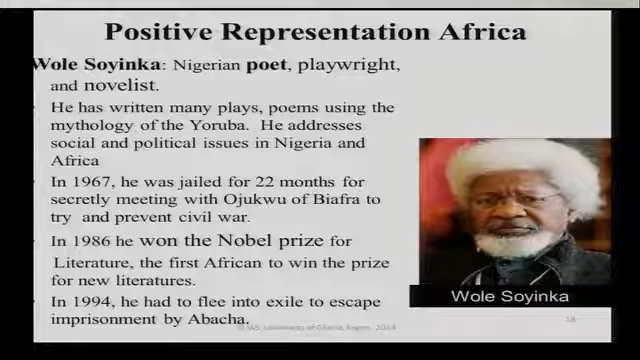 Positive Representation Africa
Wole Soyinka: Nigerian poet, playwright,
and novelist.
He has written many plays, poems using the
mythology of the Yoruba. He addresses
social and political issues in Nigeria and
Africa
In 1967, he was jailed for 22 months for
secretly meeting with Ojukwu of Biafra to
try and prevent civil war.
In 1986 he won the Nobel prize for
Literature, the first African to win the prize
for new literatures.
In 1994, he had to flee into exile to escape
imprisonment by Abacha.
Wole Soyinka